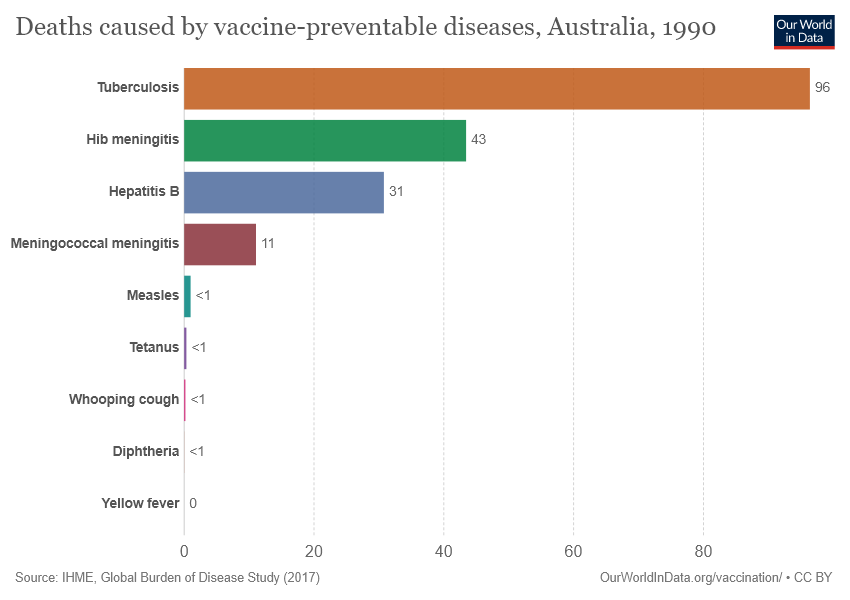 Deaths caused by vaccine-preventable diseases, Australia, 1990
Our World
in Data
Tuberculosis 96
Hib meningitis 43
Hepatitis B 31
Meningococcal meningitis 11
Measles <1
Tetanus <1
Whooping cough <1
Diphtheria <1
Yellow fever 0
0 20 40 60 80
Source: IHME, Global Burden of Disease Study (2017) OurWorldInData.org/vaccination/ • CC BY